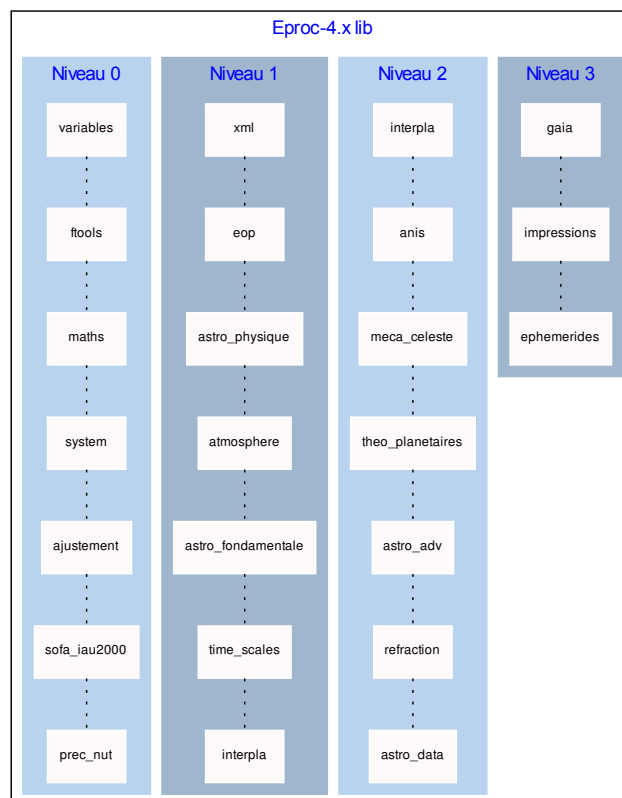 Eproc-4.x lib
Niveau 0
variables
ftools
maths
system
ajustement
sofa_iau2000
prec_nut
Niveau 1
xml
eop
astro_physique
atmosphere
astro_fondamentale
time_scales
interpla
Niveau 2
interpla
anis
meca_celeste
theo_planetaires
astro_adv
refraction
astro_data
Niveau 3
gaia
impressions
ephemerides